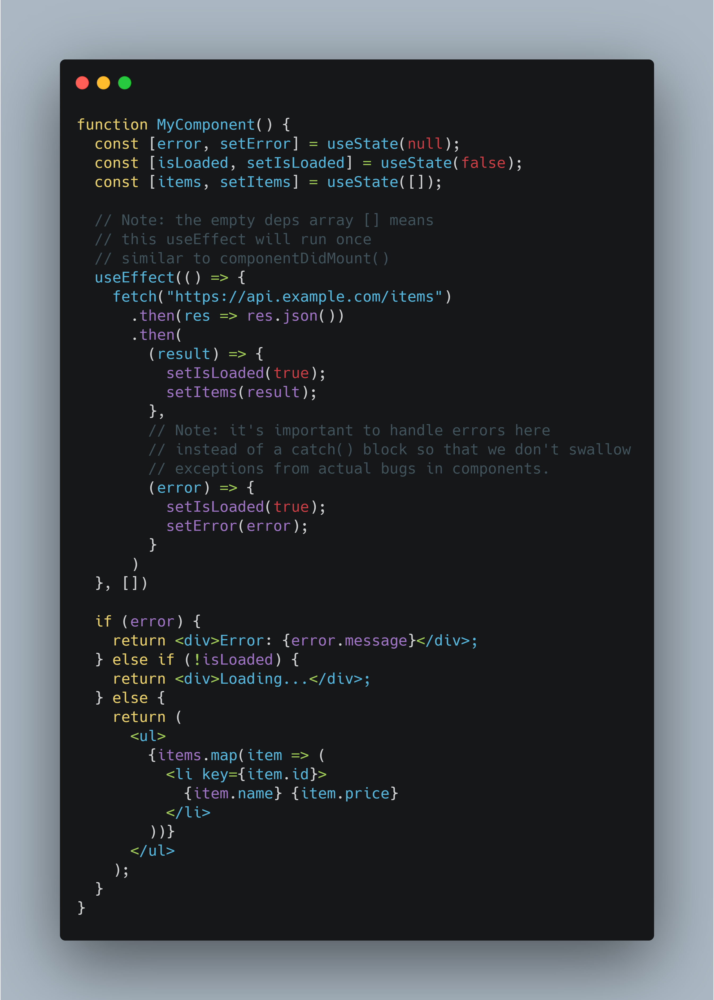 function MyComponent() {
  const [error, setError] = useState(null);
  const [isLoaded, setIsLoaded] = useState(false);
  const [items, setItems] = useState([]);

  // Note: the empty deps array [] means
  // this useEffect will run once
  // similar to componentDidMount()
  useEffect(() => {
    fetch("https://api.example.com/items")
      .then(res => res.json())
      .then(
        (result) => {
          setIsLoaded(true);
          setItems(result);
        },
        // Note: it's important to handle errors here
        // instead of a catch() block so that we don't swallow
        // exceptions from actual bugs in components.
        (error) => {
          setIsLoaded(true);
          setError(error);
        }
      )
  }, [])

  if (error) {
    return <div>Error: {error.message}</div>;
  } else if (!isLoaded) {
    return <div>Loading...</div>;
  } else {
    return (
      <ul>
        {items.map(item => (
          <li key={item.id}>
            {item.name} {item.price}
          </li>
        ))}
      </ul>
    );
  }
}